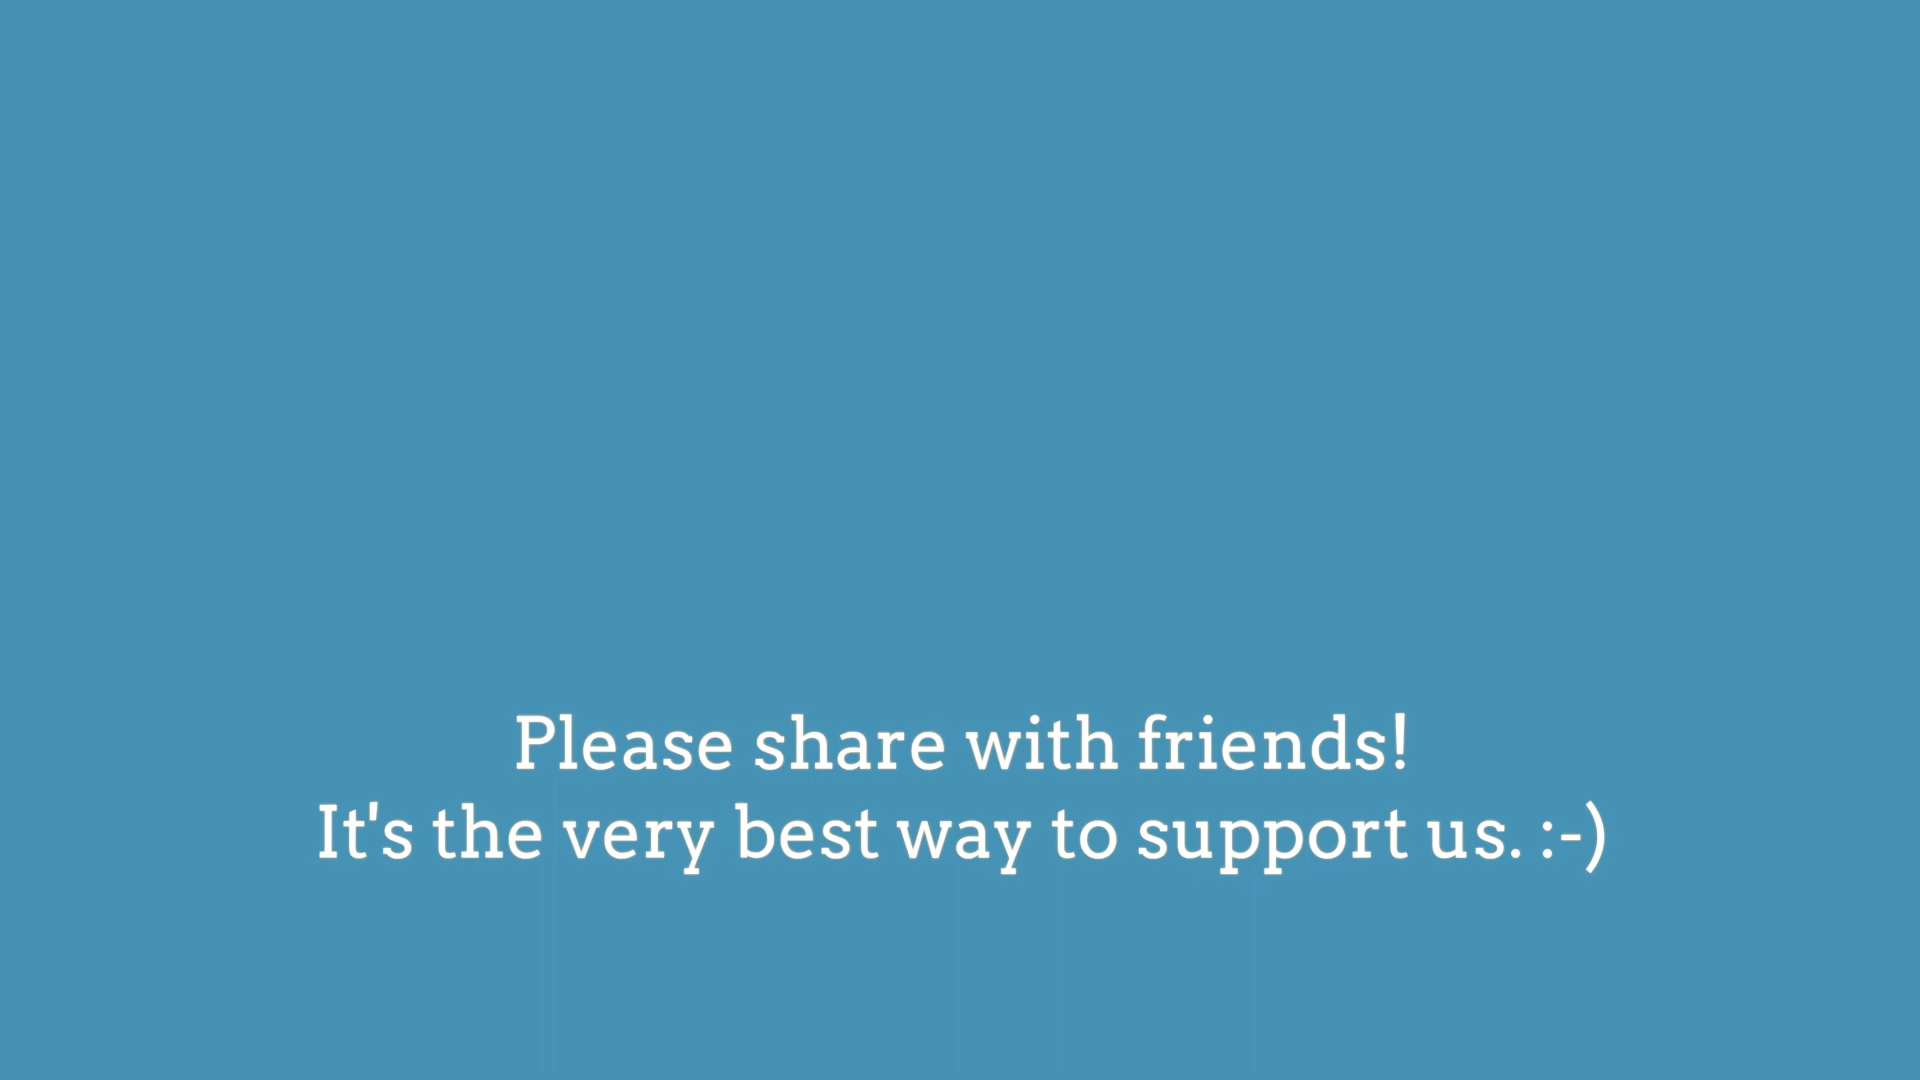 Please share with friends!
It's the very best way to support us. :-)